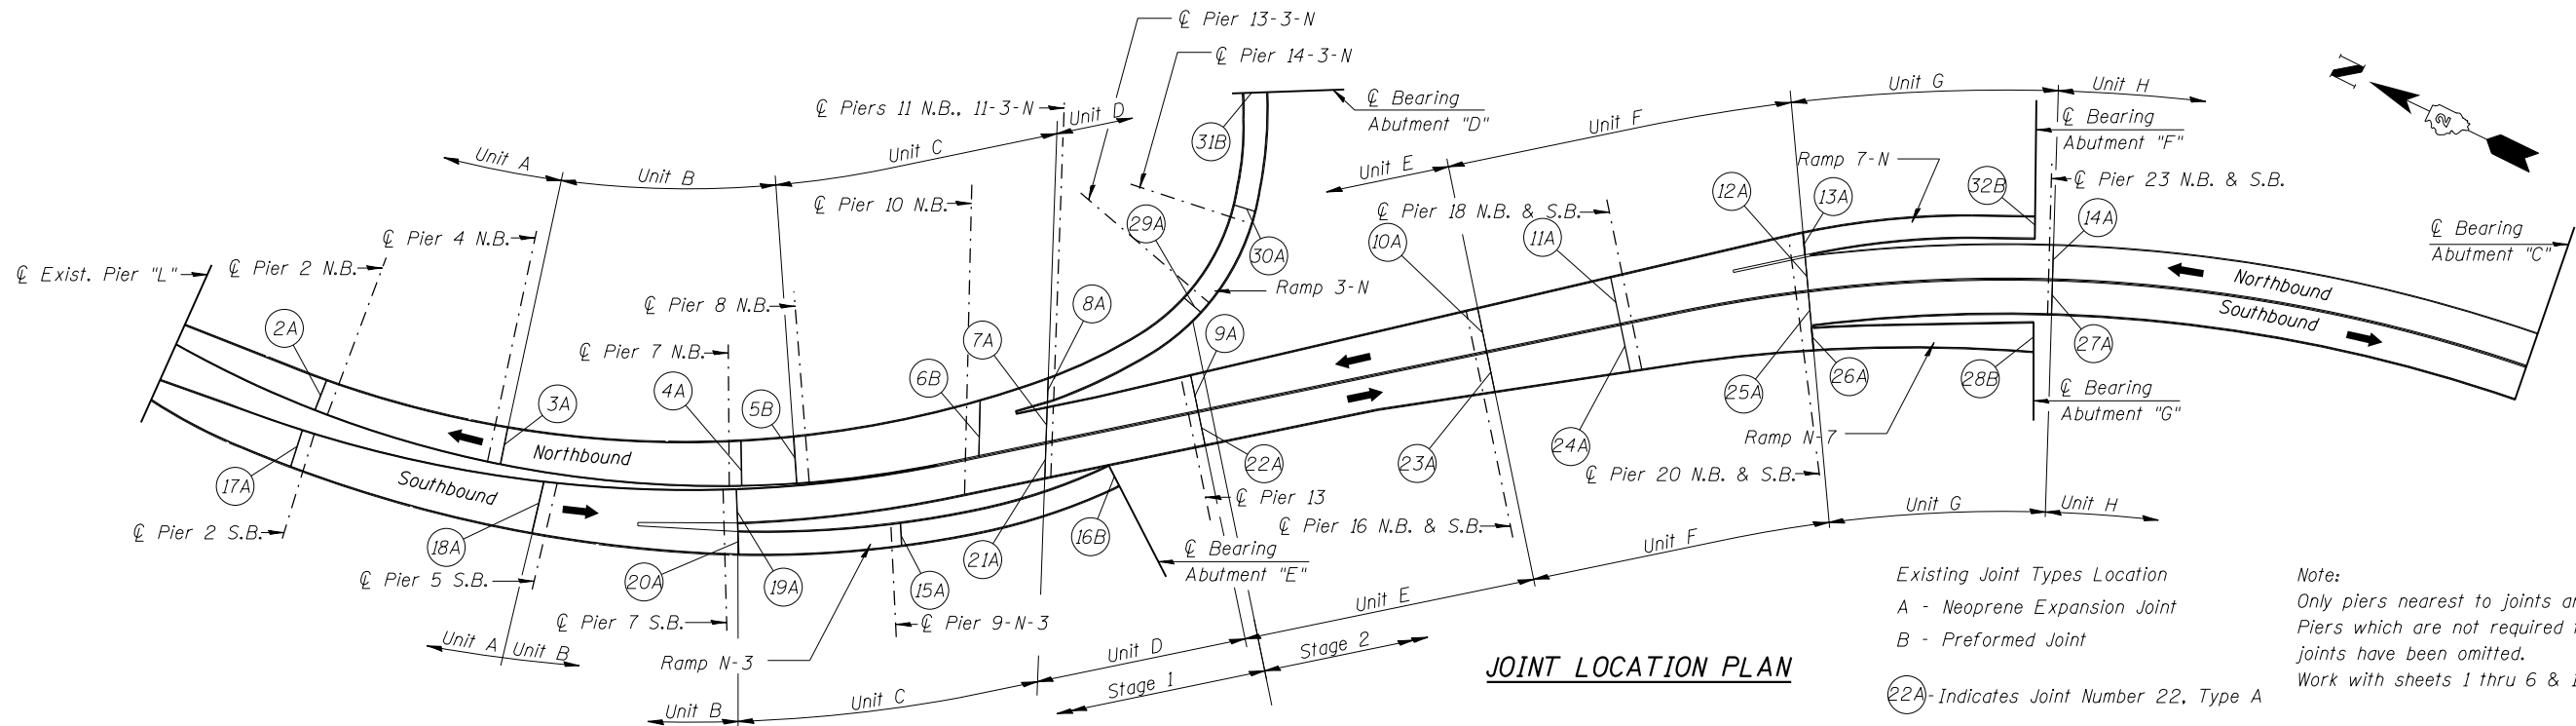 ℄ Pier 13-3-N
℄ Pier 14-3-N
℄ Piers 11 N.B., 11-3-N
Unit D
Unit C
Unit B
Unit A
℄ Pier 10 N.B.
℄ Pier 4 N.B.
℄ Pier 2 N.B.
℄ Exist. Pier "L"
℄ Pier 8 N.B.
℄ Pier 7 N.B.
2A
3A
4A
5B
6B
7A
8A
9A
29A
30A
31B
℄ Bearing
Abutment "D"
Ramp 3-N
Unit E
Unit F
Unit G
Unit H
N
2
℄ Bearing
Abutment "F"
Ramp 7-N
℄ Pier 23 N.B. & S.B.
℄ Pier 18 N.B. & S.B.
10A
11A
12A
13A
32B
14A
℄ Bearing
Abutment "C"
Northbound
Southbound
Northbound
Southbound
17A
℄ Pier 2 S.B.
18A
℄ Pier 5 S.B.
20A
19A
℄ Pier 7 S.B.
15A
℄ Pier 9-N-3
Ramp N-3
21A
16B
℄ Bearing
Abutment "E"
22A
℄ Pier 13
23A
℄ Pier 16 N.B. & S.B.
24A
25A
26A
28B
27A
Ramp N-7
℄ Pier 20 N.B. & S.B.
℄ Bearing
Abutment "G"
Unit A
Unit B
Unit B
Unit C
Unit D
Unit E
Unit F
Unit G
Unit H
Stage 1
Stage 2
JOINT LOCATION PLAN
Existing Joint Types Location
A - Neoprene Expansion Joint
B - Preformed Joint
22A - Indicates Joint Number 22, Type A
Note:
Only piers nearest to joints
Piers which are not required
joints have been omitted.
Work with sheets 1 thru 6 &